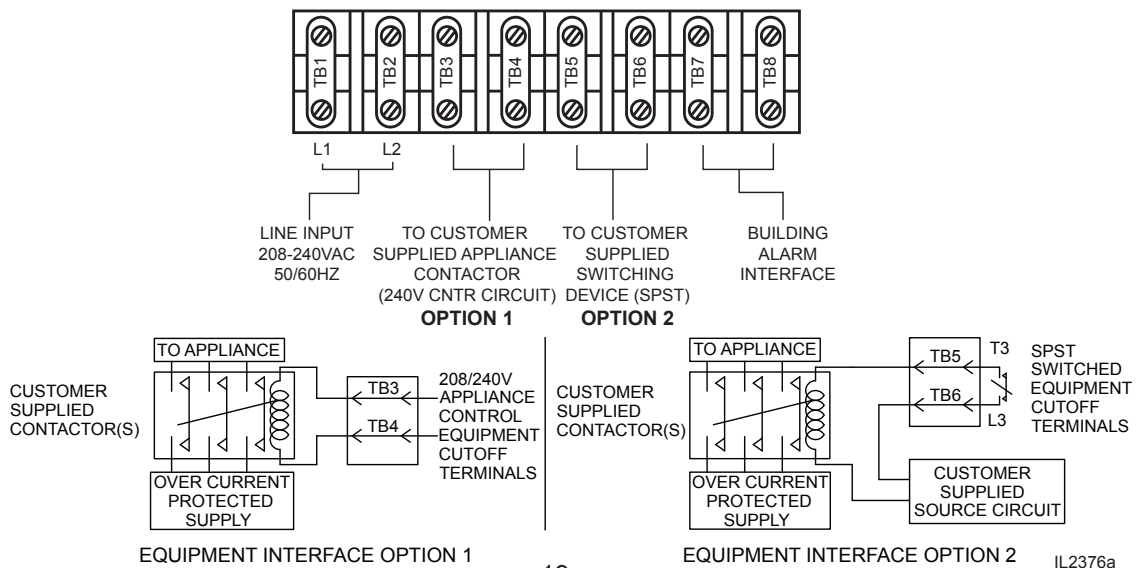 TB1 TB2 TB3 TB4 TB5 TB6 TB7 TB8
L1 L2
LINE INPUT
208-240VAC
50/60HZ
TO CUSTOMER
SUPPLIED APPLIANCE
CONTACTOR
(240V CNTR CIRCUIT)
OPTION 1
TO CUSTOMER
SUPPLIED
SWITCHING
DEVICE (SPST)
OPTION 2
BUILDING
ALARM
INTERFACE
TO APPLIANCE
CUSTOMER
SUPPLIED
CONTACTOR(S)
TB3
TB4
208/240V
APPLIANCE
CONTROL
EQUIPMENT
CUTOFF
TERMINALS
OVER CURRENT
PROTECTED
SUPPLY
EQUIPMENT INTERFACE OPTION 1
TO APPLIANCE
CUSTOMER
SUPPLIED
CONTACTOR(S)
TB5
TB6
T3
L3
SPST
SWITCHED
EQUIPMENT
CUTOFF
TERMINALS
OVER CURRENT
PROTECTED
SUPPLY
CUSTOMER
SUPPLIED
SOURCE CIRCUIT
EQUIPMENT INTERFACE OPTION 2
IL2376a